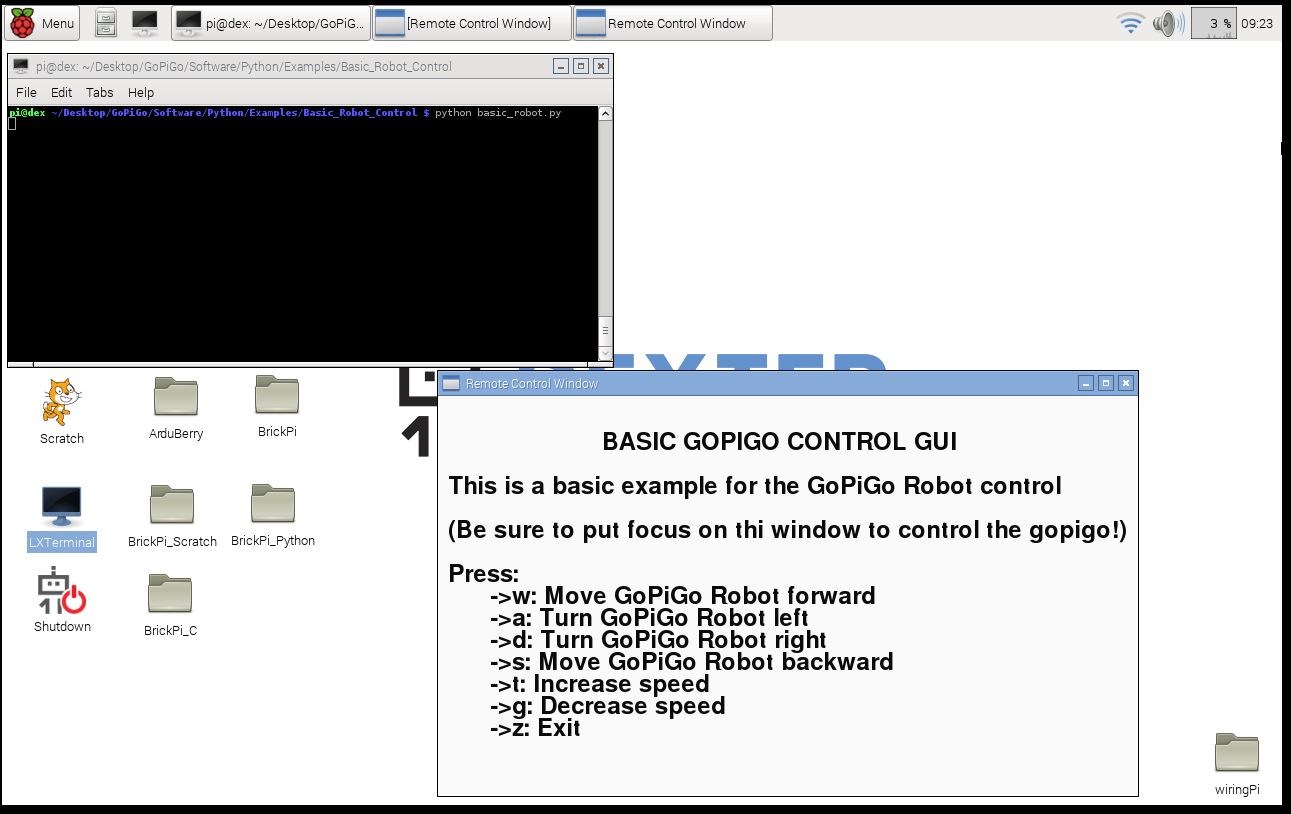 Menu
pi@dex: ~/Desktop/GoPiG...
[Remote Control Window]
Remote Control Window
3 %
09:23
pi@dex: ~/Desktop/GoPiGo/Software/Python/Examples/Basic_Robot_Control
File Edit Tabs Help
pi@dex ~/Desktop/GoPiGo/Software/Python/Examples/Basic_Robot_Control $ python basic_robot.py
DEXTER
Scratch
ArduBerry
BrickPi
LXTerminal
BrickPi_Scratch
BrickPi_Python
Shutdown
BrickPi_C
Remote Control Window
BASIC GOPIGO CONTROL GUI
This is a basic example for the GoPiGo Robot control
(Be sure to put focus on thi window to control the gopigo!)
Press:
->w: Move GoPiGo Robot forward
->a: Turn GoPiGo Robot left
->d: Turn GoPiGo Robot right
->s: Move GoPiGo Robot backward
->t: Increase speed
->g: Decrease speed
->z: Exit
wiringPi